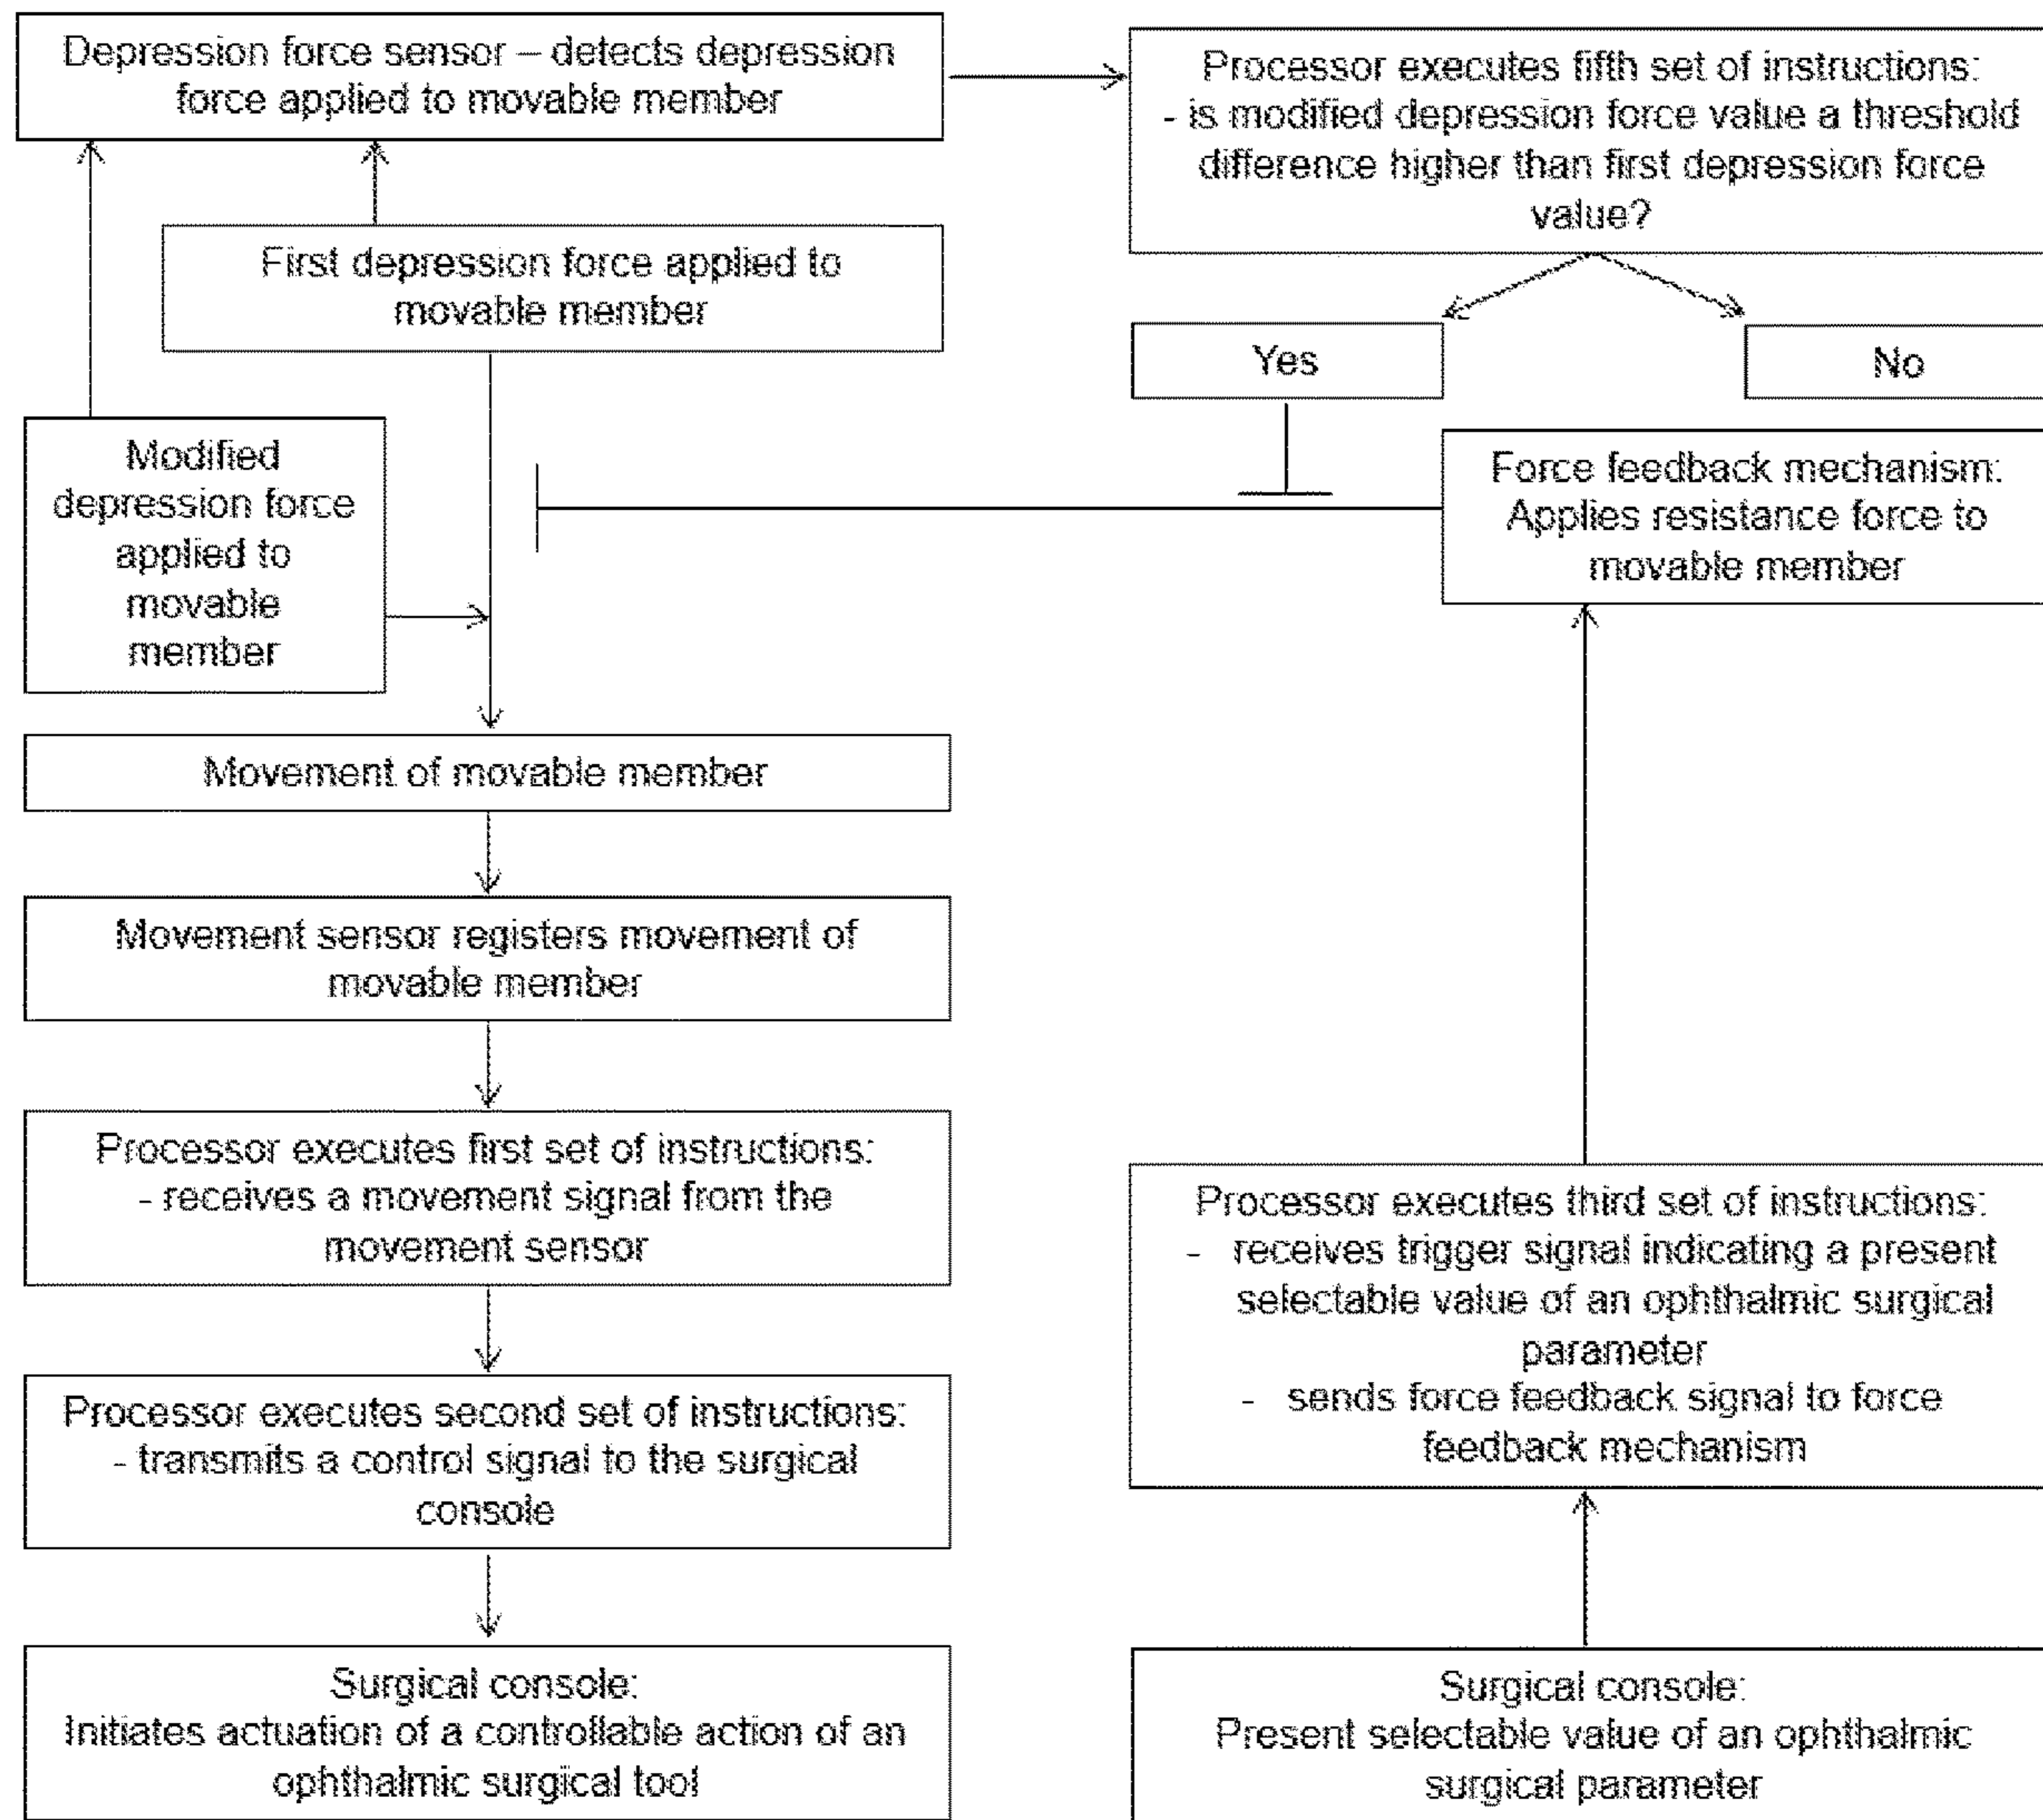 Depression force sensor – detects depression
force applied to movable member
First depression force applied to
movable member
Modified
depression force
applied to
movable
member
Movement of movable member
Movement sensor registers movement of
movable member
Processor executes first set of instructions:
- receives a movement signal from the
movement sensor
Processor executes second set of instructions:
- transmits a control signal to the surgical
console
Surgical console:
Initiates actuation of a controllable action of an
ophthalmic surgical tool
Processor executes fifth set of instructions:
- is modified depression force value a threshold
difference higher than first depression force
value?
Yes
No
Force feedback mechanism:
Applies resistance force to
movable member
Processor executes third set of instructions:
- receives trigger signal indicating a present
selectable value of an ophthalmic surgical
parameter
- sends force feedback signal to force
feedback mechanism
Surgical console:
Present selectable value of an ophthalmic
surgical parameter